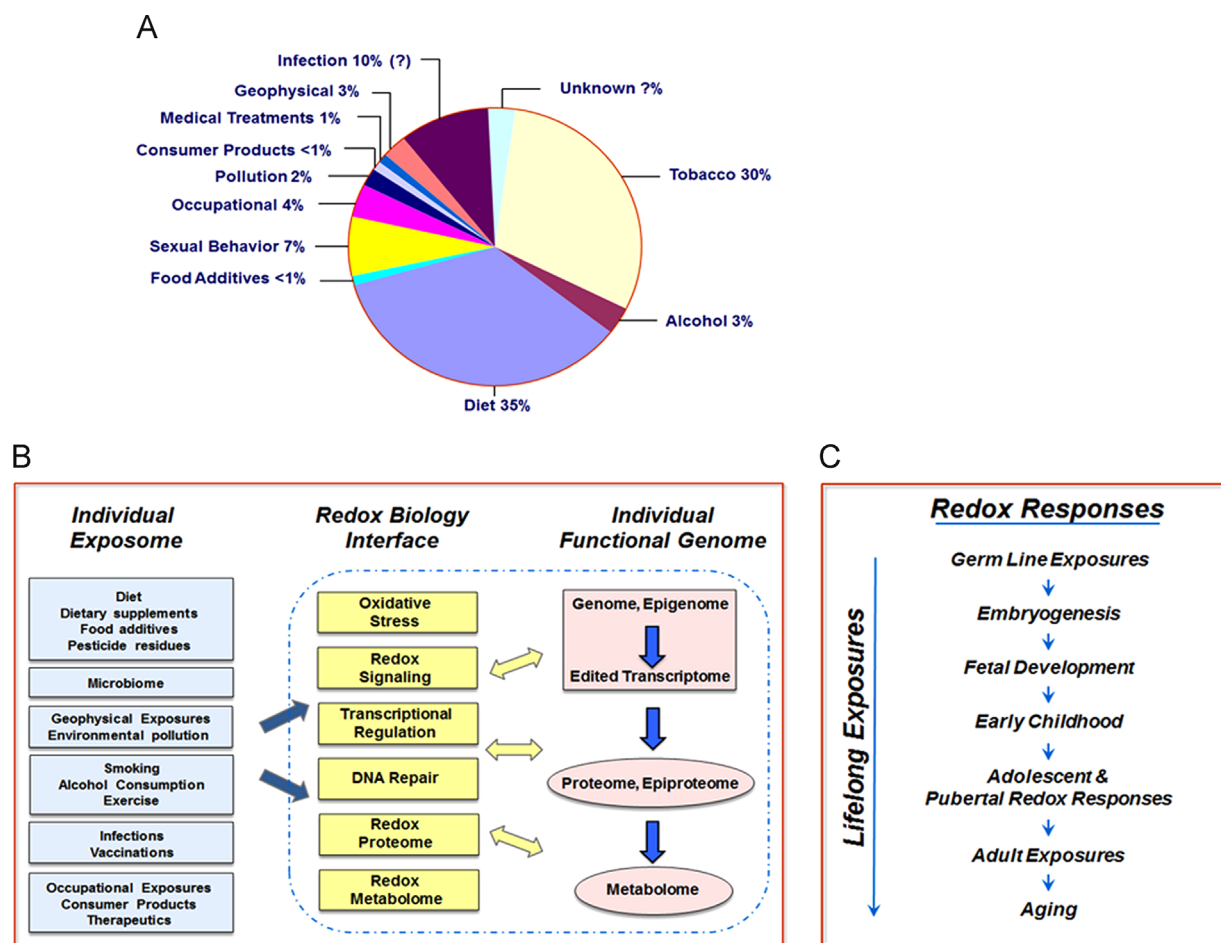 A
Infection 10% (?)
Unknown ?%
Geophysical 3%
Medical Treatments 1%
Consumer Products <1%
Pollution 2%
Tobacco 30%
Occupational 4%
Sexual Behavior 7%
Food Additives <1%
Alcohol 3%
Diet 35%
B
Individual
Exposome
Redox Biology
Interface
Individual
Functional Genome
Diet
Dietary supplements
Food additives
Pesticide residues
Microbiome
Geophysical Exposures
Environmental pollution
Smoking
Alcohol Consumption
Exercise
Infections
Vaccinations
Occupational Exposures
Consumer Products
Therapeutics
Oxidative
Stress
Redox
Signaling
Transcriptional
Regulation
DNA Repair
Redox
Proteome
Redox
Metabolome
Genome, Epigenome
Edited Transcriptome
Proteome, Epiproteome
Metabolome
C
Redox Responses
Lifelong Exposures
Germ Line Exposures
Embryogenesis
Fetal Development
Early Childhood
Adolescent &
Pubertal Redox Responses
Adult Exposures
Aging